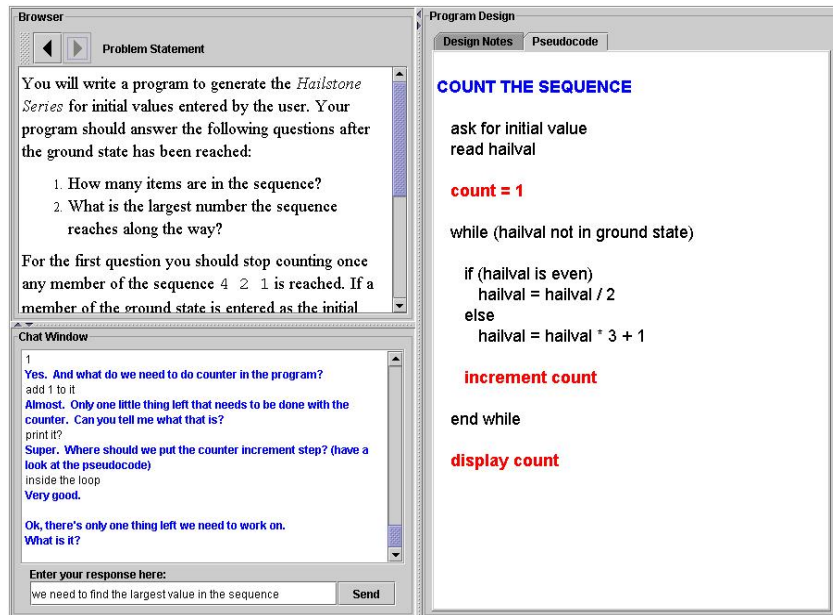 Browser
Problem Statement
You will write a program to generate the Hailstone
Series for initial values entered by the user. Your
program should answer the following questions after
the ground state has been reached:
1. How many items are in the sequence?
2. What is the largest number the sequence
reaches along the way?
For the first question you should stop counting once
any member of the sequence 4 2 1 is reached. If a
member of the ground state is entered as the initial
Chat Window
1
Yes. And what do we need to do counter in the program?
add 1 to it
Almost. Only one little thing left that needs to be done with the
counter. Can you tell me what that is?
print it?
Super. Where should we put the counter increment step? (have a
look at the pseudocode)
inside the loop
Very good.
Ok, there's only one thing left we need to work on.
What is it?
Enter your response here:
we need to find the largest value in the sequence
Send
Program Design
Design Notes
Pseudocode
COUNT THE SEQUENCE
ask for initial value
read hailval
count = 1
while (hailval not in ground state)
if (hailval is even)
hailval = hailval / 2
else
hailval = hailval * 3 + 1
increment count
end while
display count